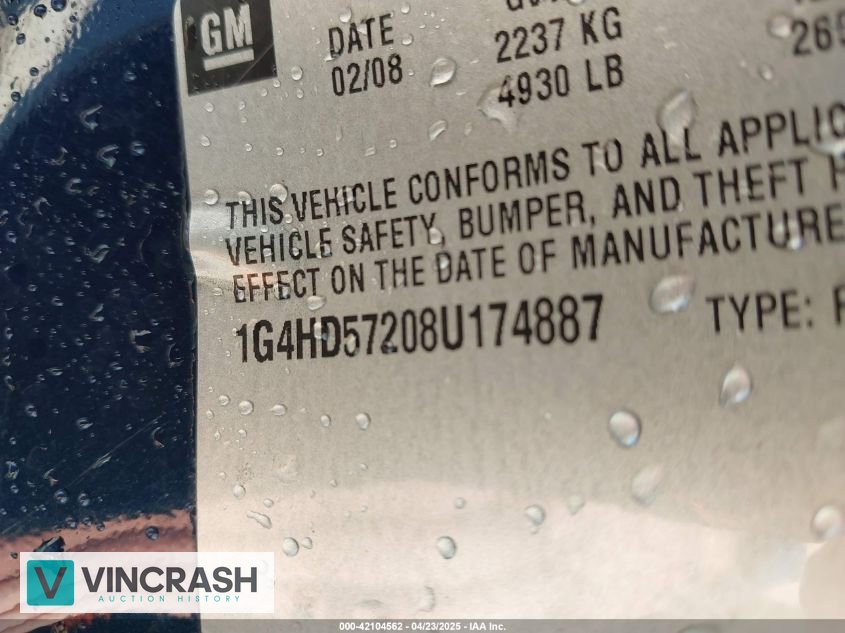 GM
DATE
02/08
2237 KG
4930 LB
THIS VEHICLE CONFORMS TO ALL
VEHICLE SAFETY, BUMPER, AND THEFT
EFFECT ON THE DATE OF MANUFACTURE
1G4HD57208U174887
TYPE:
V VINCRASH
AUCTION HISTORY
000-42104562 - 04/23/2025 - IAA Inc.